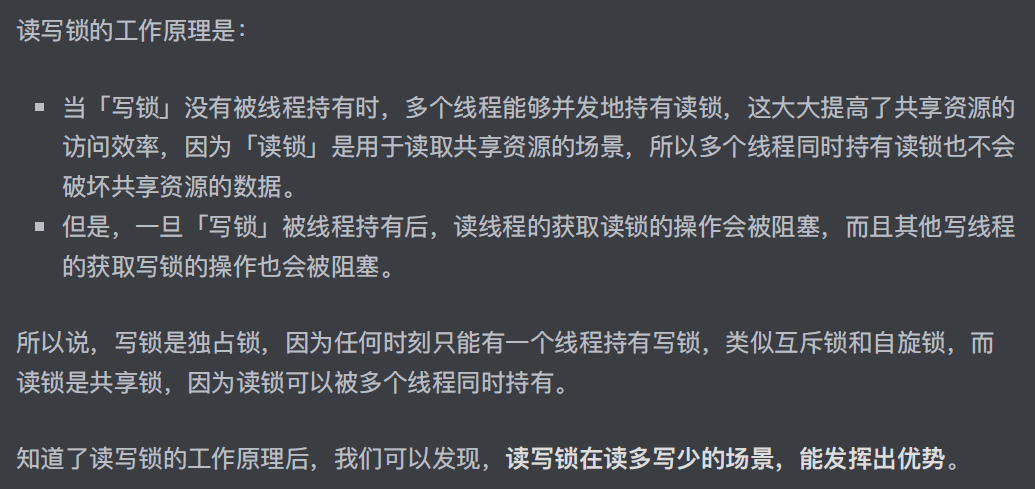 读写锁的工作原理是：
当「写锁」没有被线程持有时，多个线程能够并发地持有读锁，这大大提高了共享资源的
访问效率，因为「读锁」是用于读取共享资源的场景，所以多个线程同时持有读锁也不会
破坏共享资源的数据。
但是，一旦「写锁」被线程持有后，读线程的获取读锁的操作会被阻塞，而且其他写线程
的获取写锁的操作也会被阻塞。
所以说，写锁是独占锁，因为任何时刻只能有一个线程持有写锁，类似互斥锁和自旋锁，而
读锁是共享锁，因为读锁可以被多个线程同时持有。
知道了读写锁的工作原理后，我们可以发现，读写锁在读多写少的场景，能发挥出优势。